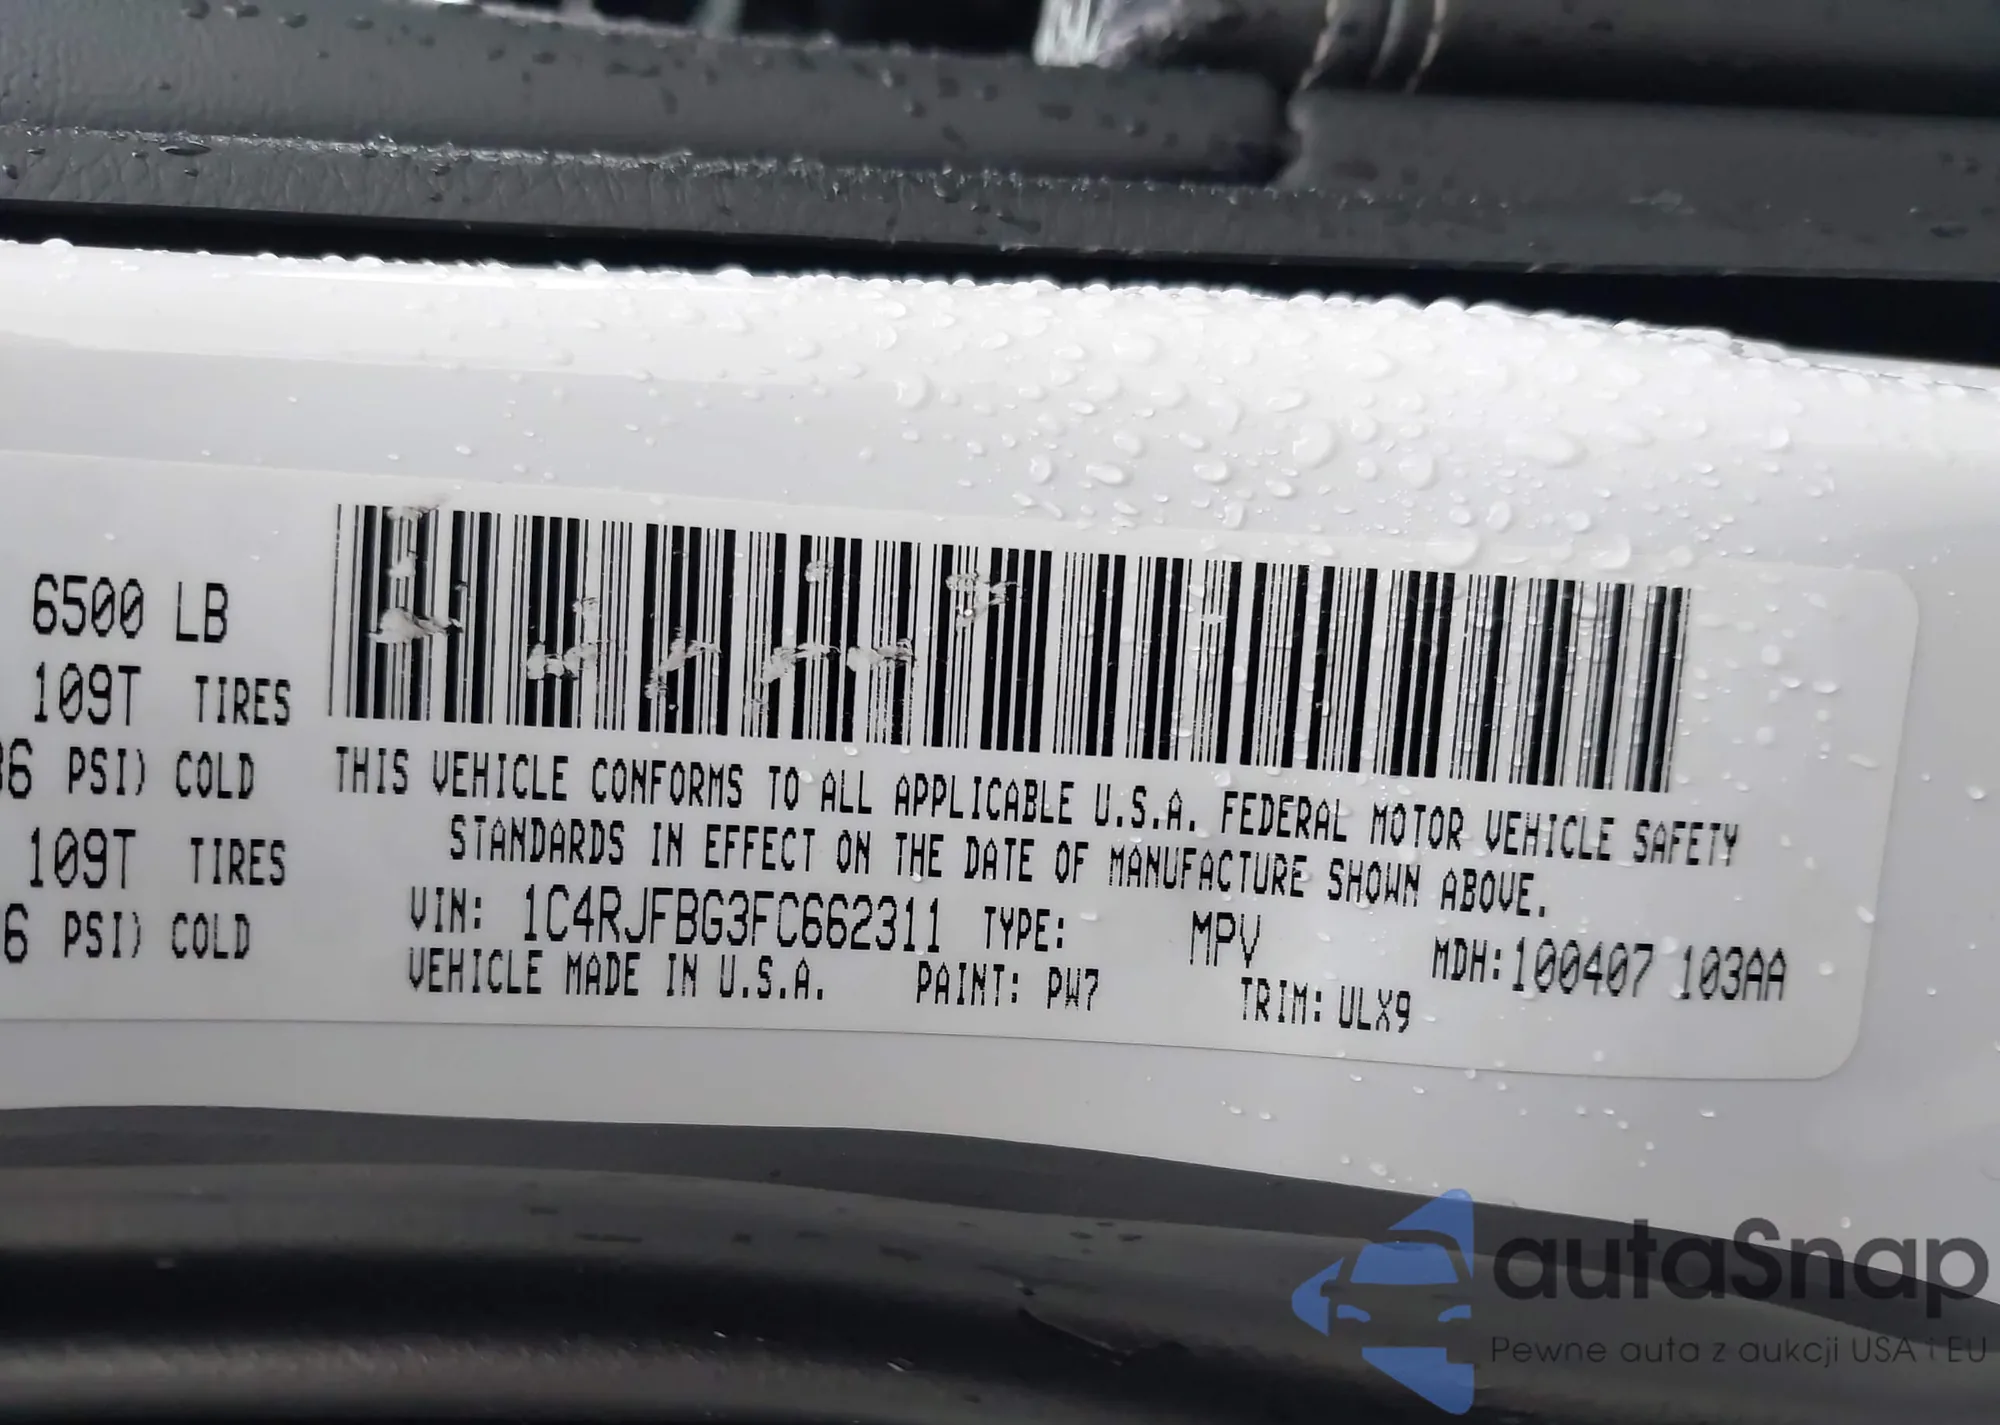 6500 LB
109T TIRES
PSI) COLD
109T TIRES
6 PSI) COLD
THIS VEHICLE CONFORMS TO ALL APPLICABLE U.S.A. FEDERAL MOTOR VEHICLE SAFETY
STANDARDS IN EFFECT ON THE DATE OF MANUFACTURE SHOWN ABOVE.
VIN: 1C4RJFBG3FC662311 TYPE: MPV MDH:100407 103AA
VEHICLE MADE IN U.S.A. PAINT: PW7 TRIM: ULX9
autaSnap
Pewne auta z aukcji USA i EU